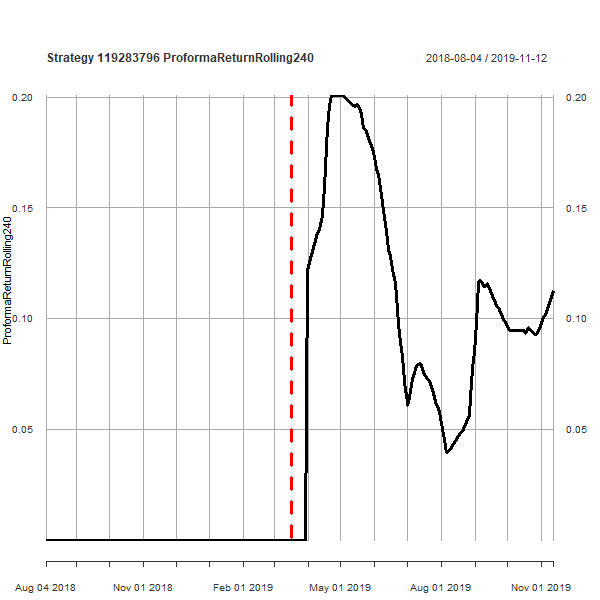 Strategy 119283796 ProformaReturnRolling240
2018-08-04 / 2019-11-12
ProformaReturnRolling240
0.20
0.15
0.10
0.05
0.20
0.15
0.10
0.05
Aug 04 2018
Nov 01 2018
Feb 01 2019
May 01 2019
Aug 01 2019
Nov 01 2019